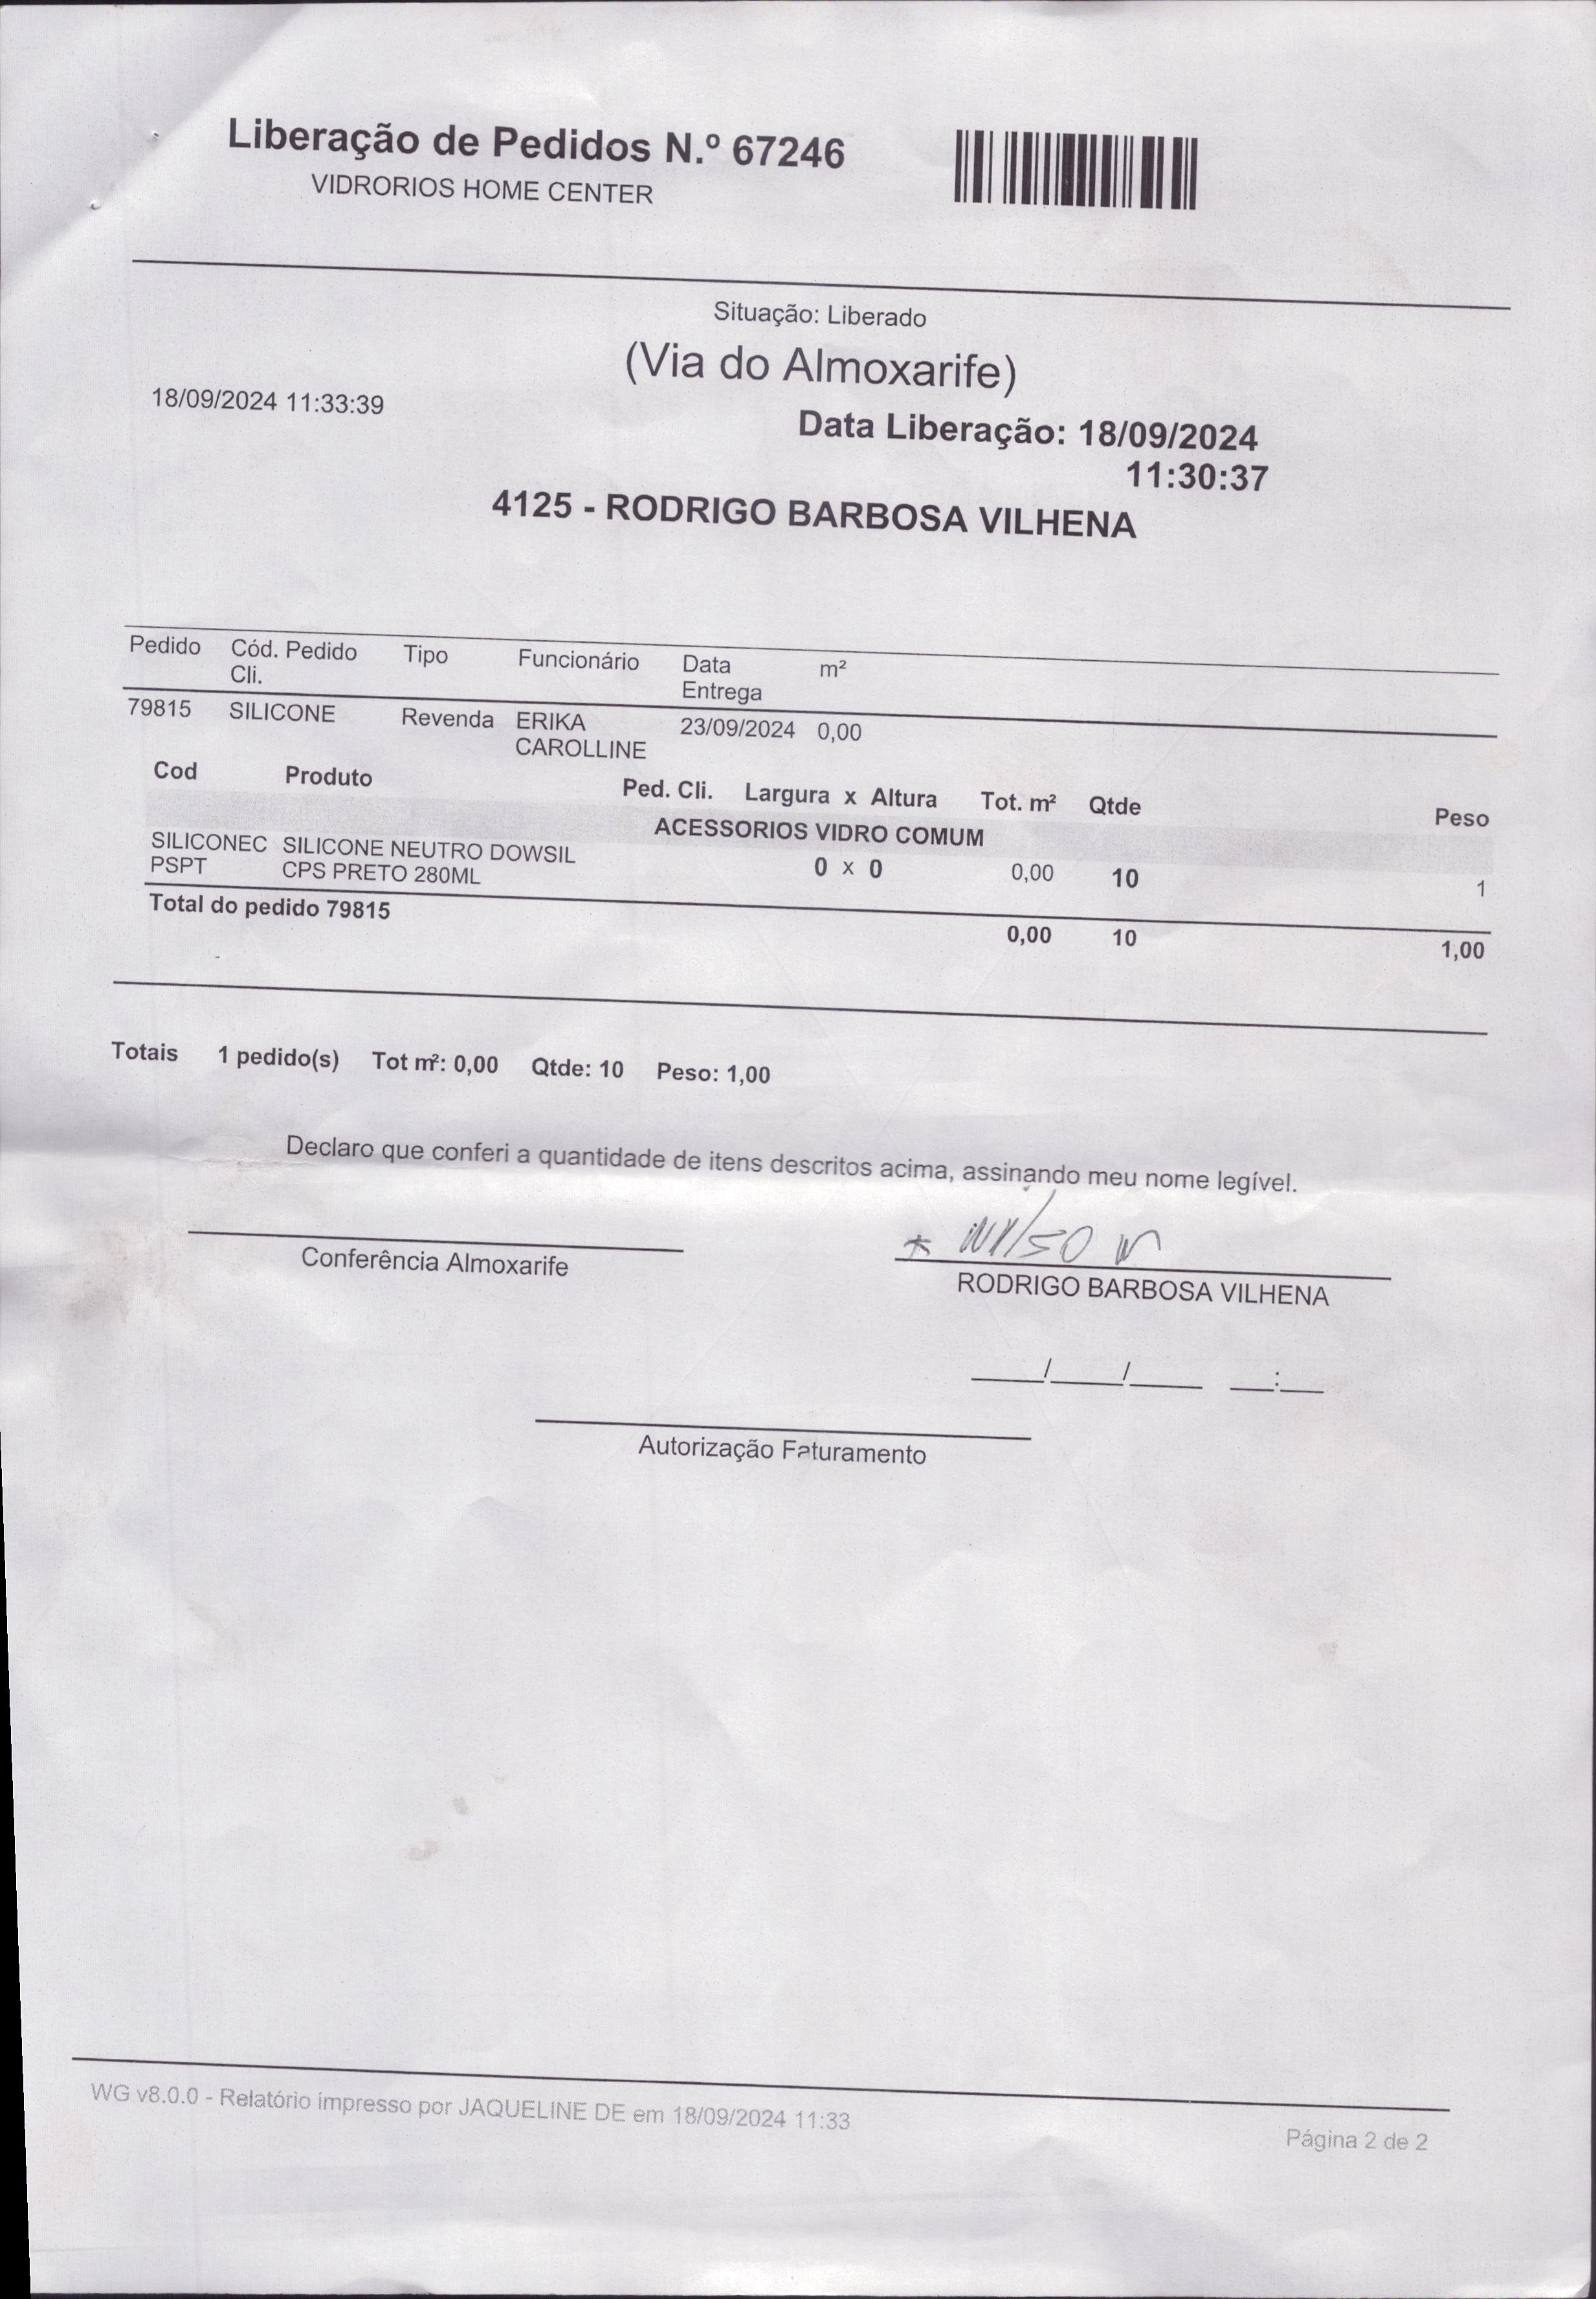 Liberação de Pedidos N.º 67246
VIDRORIOS HOME CENTER
Situação: Liberado
(Via do Almoxarife)
18/09/2024 11:33:39
Data Liberação: 18/09/2024
11:30:37
4125 - RODRIGO BARBOSA VILHENA
Pedido Cód. Pedido Tipo Funcionário Data m²
Cli. Entrega
79815 SILICONE Revenda ERIKA 23/09/2024 0,00
CAROLLINE
Cod Produto Ped. Cli. Largura x Altura Tot. m² Qtde Peso
ACESSORIOS VIDRO COMUM
SILICONEC SILICONE NEUTRO DOWSIL 0 x 0 0,00 10 1
PSPT CPS PRETO 280ML
Total do pedido 79815 0,00 10 1,00
Totais 1 pedido(s) Tot m²: 0,00 Qtde: 10 Peso: 1,00
Declaro que conferi a quantidade de itens descritos acima, assinando meu nome legível.
Conferência Almoxarife
RODRIGO BARBOSA VILHENA
____/____/____ __:__
Autorização Faturamento
WG v8.0.0 - Relatório impresso por JAQUELINE DE em 18/09/2024 11:33
Página 2 de 2